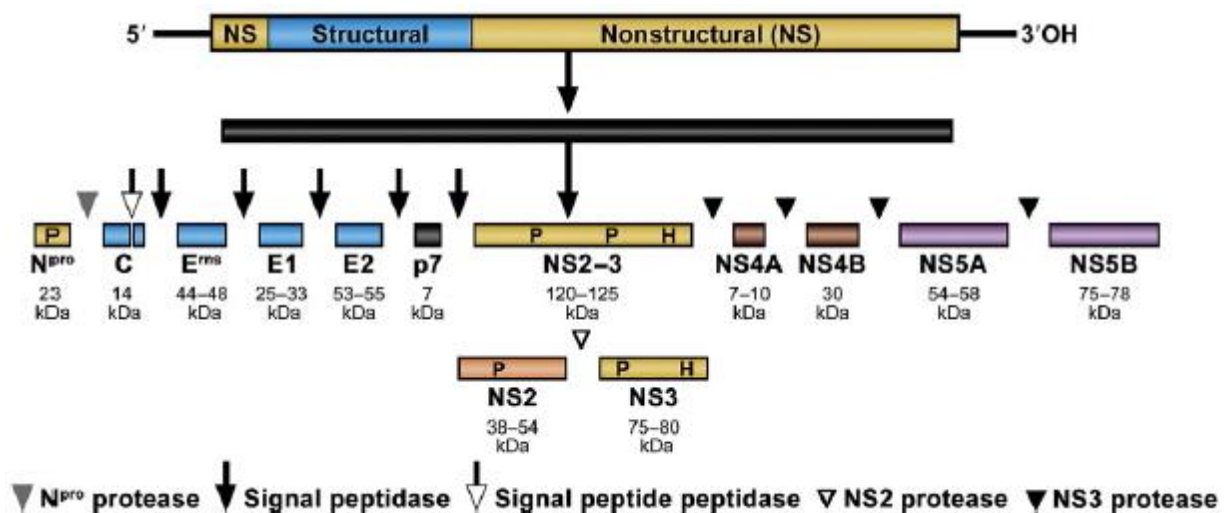 5′ NS Structural Nonstructural (NS) 3′OH
P P P H
N^pro C E^rns E1 E2 p7 NS2–3 NS4A NS4B NS5A NS5B
23 14 44–48 25–33 53–55 7 120–125 7–10 30 54–58 75–78
kDa kDa kDa kDa kDa kDa kDa kDa kDa kDa kDa
P P H
NS2 NS3
38–54 75–80
kDa kDa
N^pro protease Signal peptidase Signal peptide peptidase NS2 protease NS3 protease